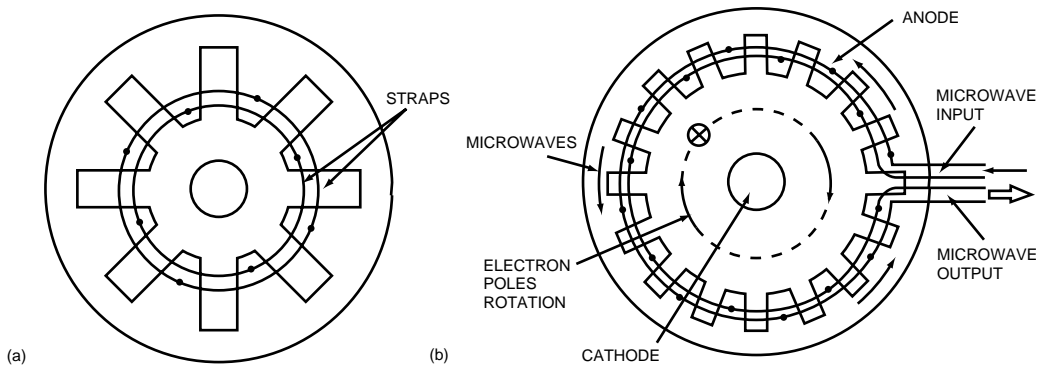 (a)
STRAPS
ANODE
MICROWAVE
INPUT
MICROWAVES
ELECTRON
POLES
ROTATION
MICROWAVE
OUTPUT
CATHODE
(b)